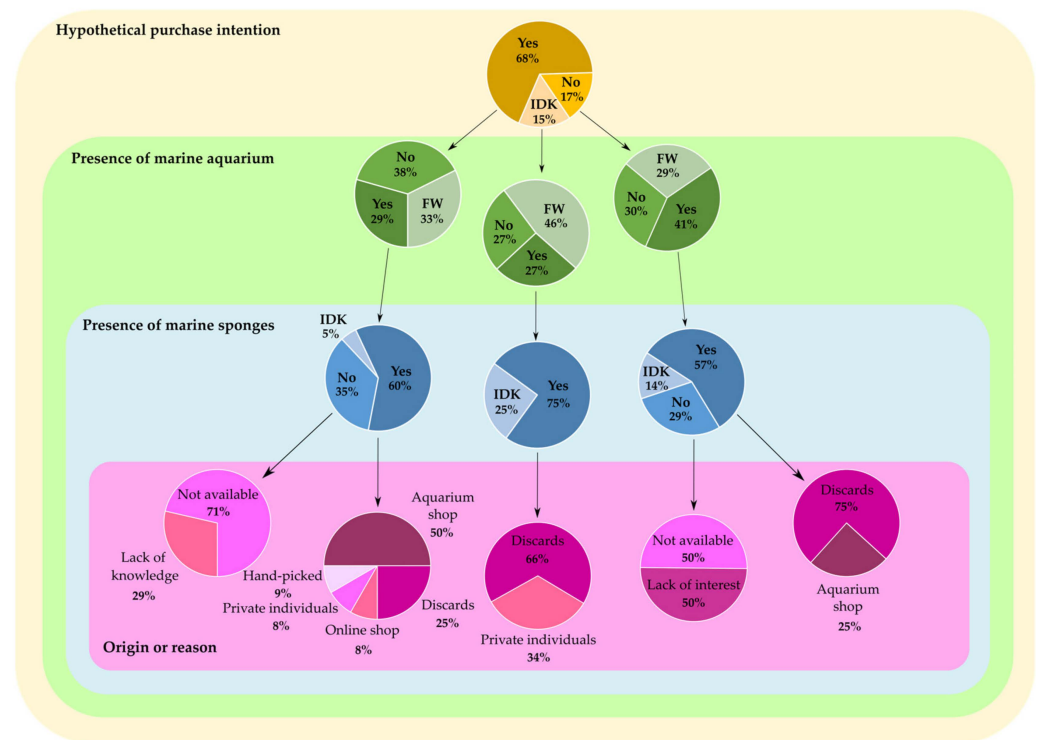 Hypothetical purchase intention
Yes
68%
No
17%
IDK
15%
Presence of marine aquarium
No
38%
Yes
29%
FW
33%
FW
46%
No
27%
Yes
27%
FW
29%
No
30%
Yes
41%
Presence of marine sponges
IDK
5%
No
35%
Yes
60%
IDK
25%
Yes
75%
Yes
57%
IDK
14%
No
29%
Not available
71%
Lack of
knowledge
29%
Aquarium
shop
50%
Hand-picked
9%
Private individuals
8%
Online shop
8%
Discards
25%
Discards
66%
Private individuals
34%
Not available
50%
Lack of interest
50%
Discards
75%
Aquarium
shop
25%
Origin or reason